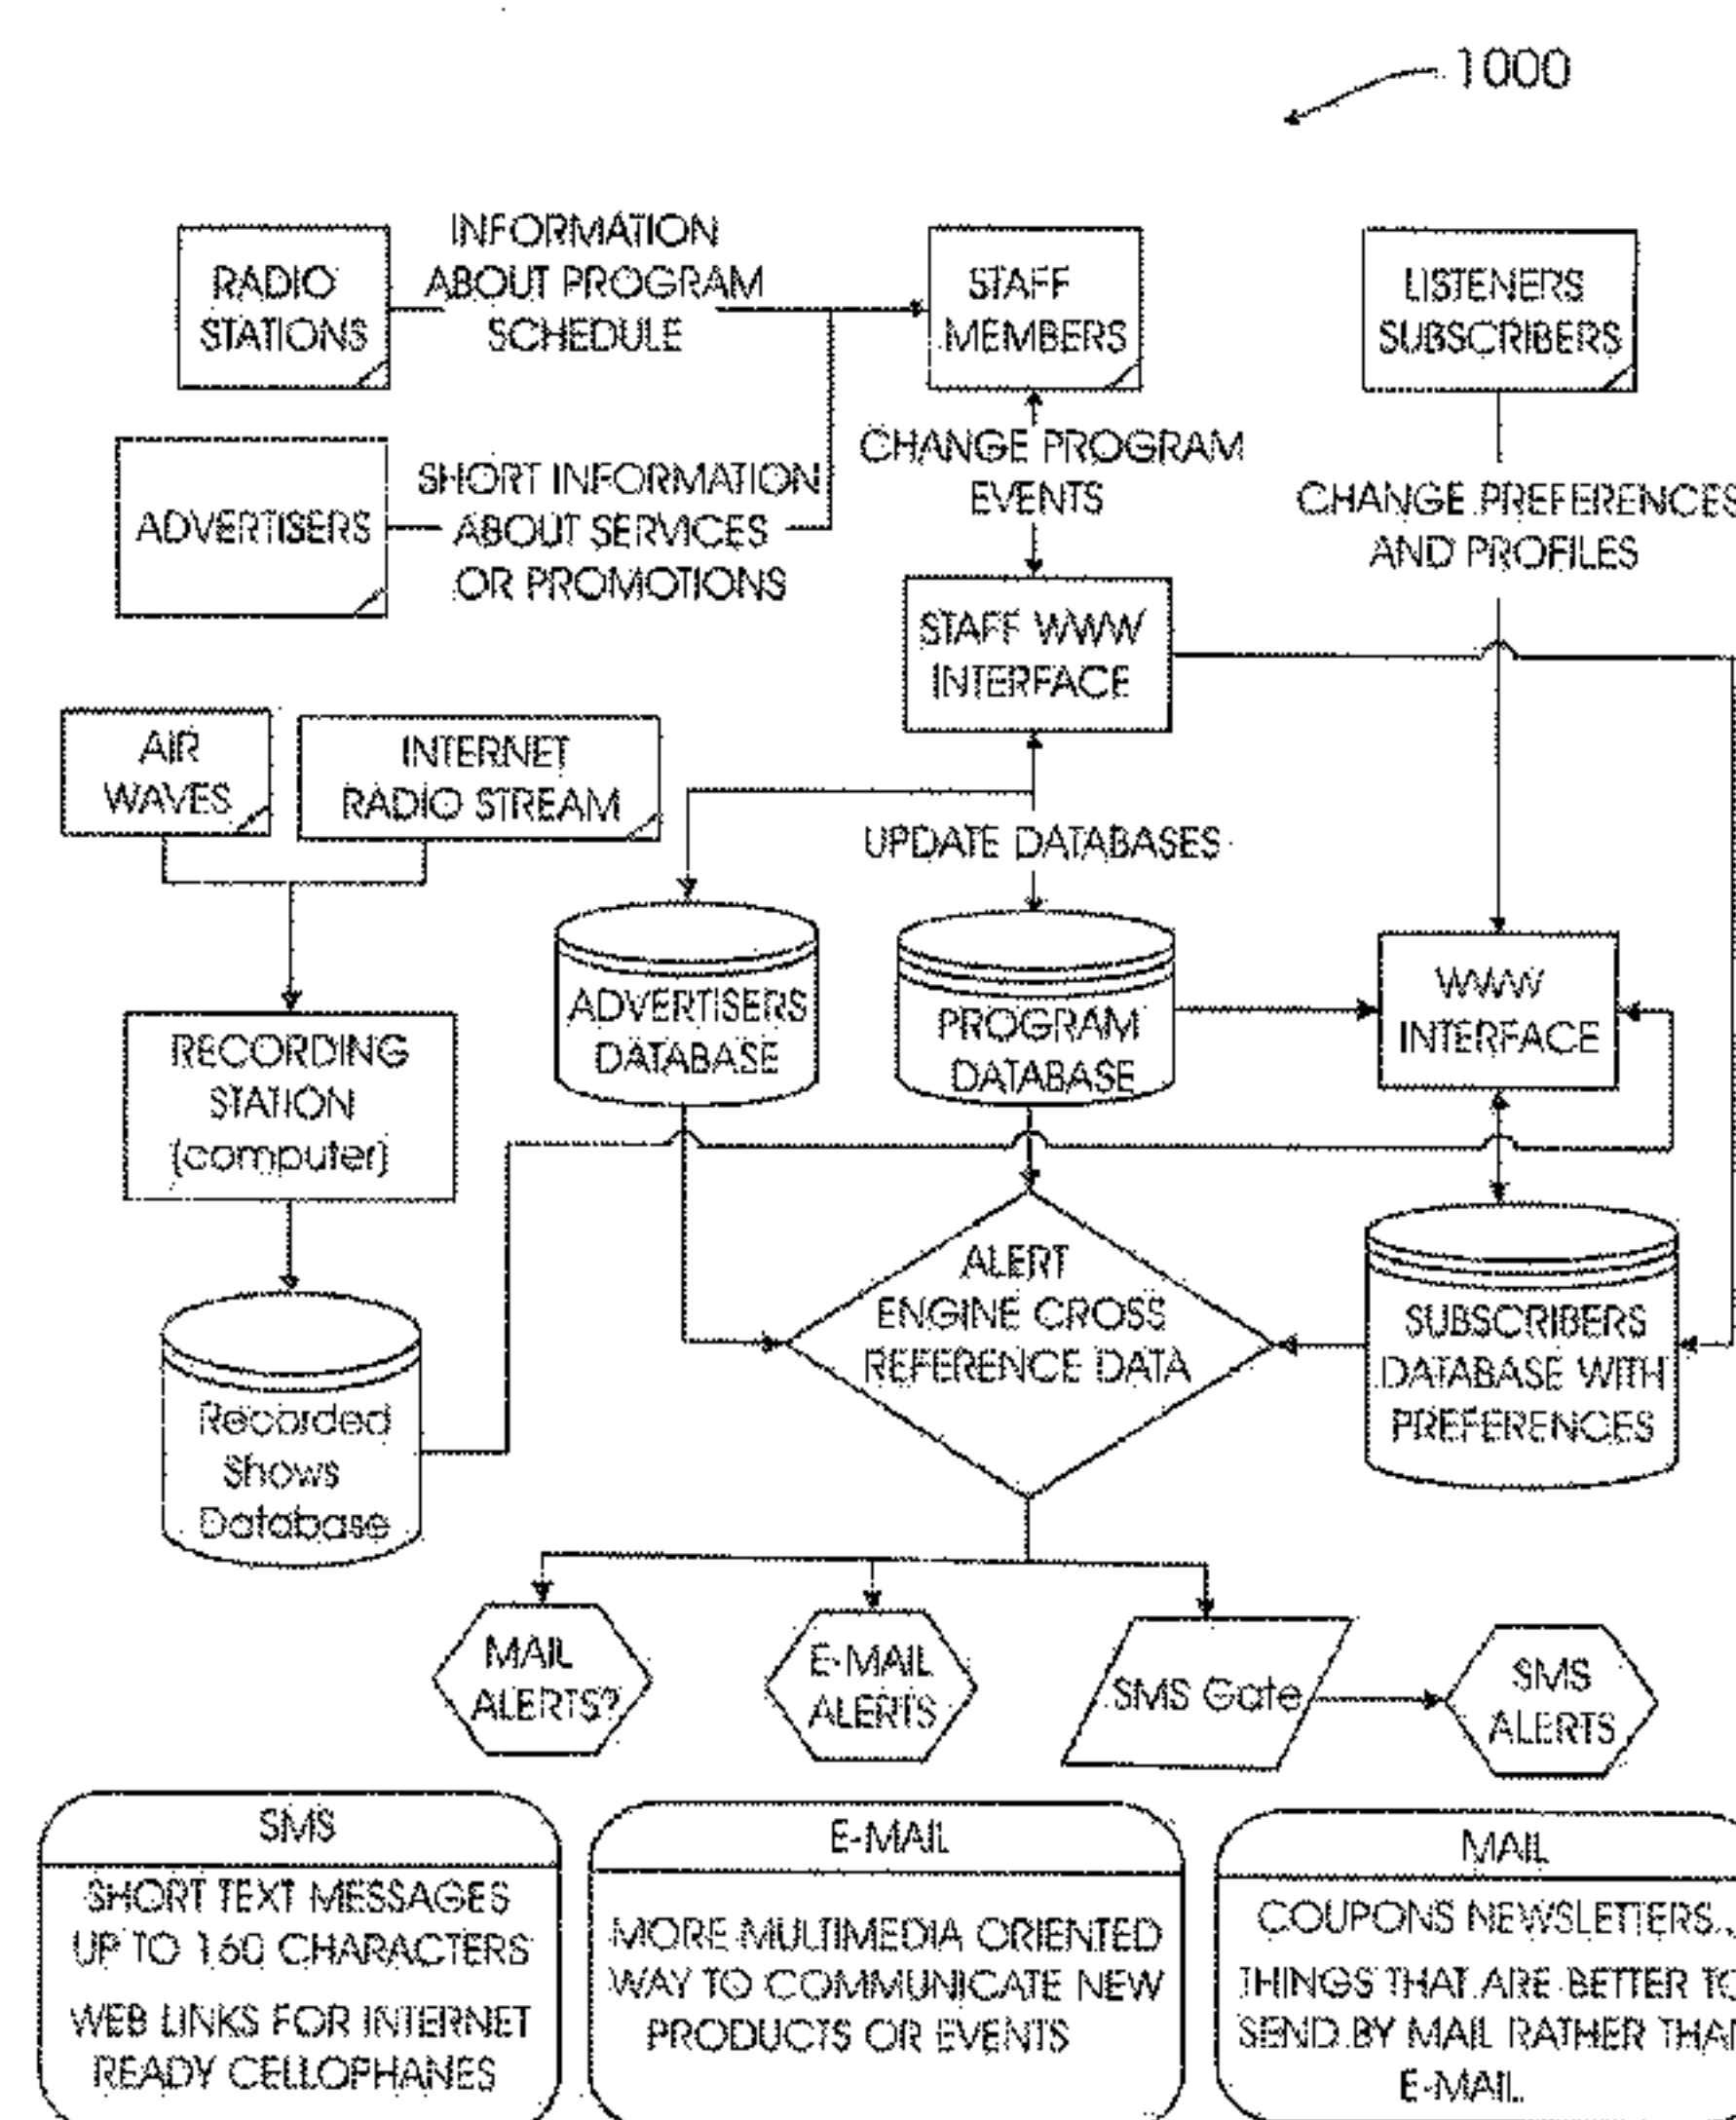 1000
RADIO
STATIONS
INFORMATION
ABOUT PROGRAM
SCHEDULE
STAFF
MEMBERS
LISTENERS
SUBSCRIBERS
ADVERTISERS
SHORT INFORMATION
ABOUT SERVICES
OR PROMOTIONS
CHANGE PROGRAM
EVENTS
CHANGE PREFERENCES
AND PROFILES
STAFF WWW
INTERFACE
AIR
WAVES
INTERNET
RADIO STREAM
UPDATE DATABASES
ADVERTISERS
DATABASE
PROGRAM
DATABASE
WWW
INTERFACE
RECORDING
STATION
(computer)
ALERT
ENGINE CROSS
REFERENCE DATA
SUBSCRIBERS
DATABASE WITH
PREFERENCES
Recorded
Shows
Database
MAIL
ALERTS?
E-MAIL
ALERTS
SMS Gate
SMS
ALERTS
SMS
SHORT TEXT MESSAGES
UP TO 160 CHARACTERS
WEB LINKS FOR INTERNET
READY CELLOPHANES
E-MAIL
MORE MULTIMEDIA ORIENTED
WAY TO COMMUNICATE NEW
PRODUCTS OR EVENTS
MAIL
COUPONS NEWSLETTERS..
THINGS THAT ARE BETTER TO
SEND BY MAIL RATHER THAN
E-MAIL